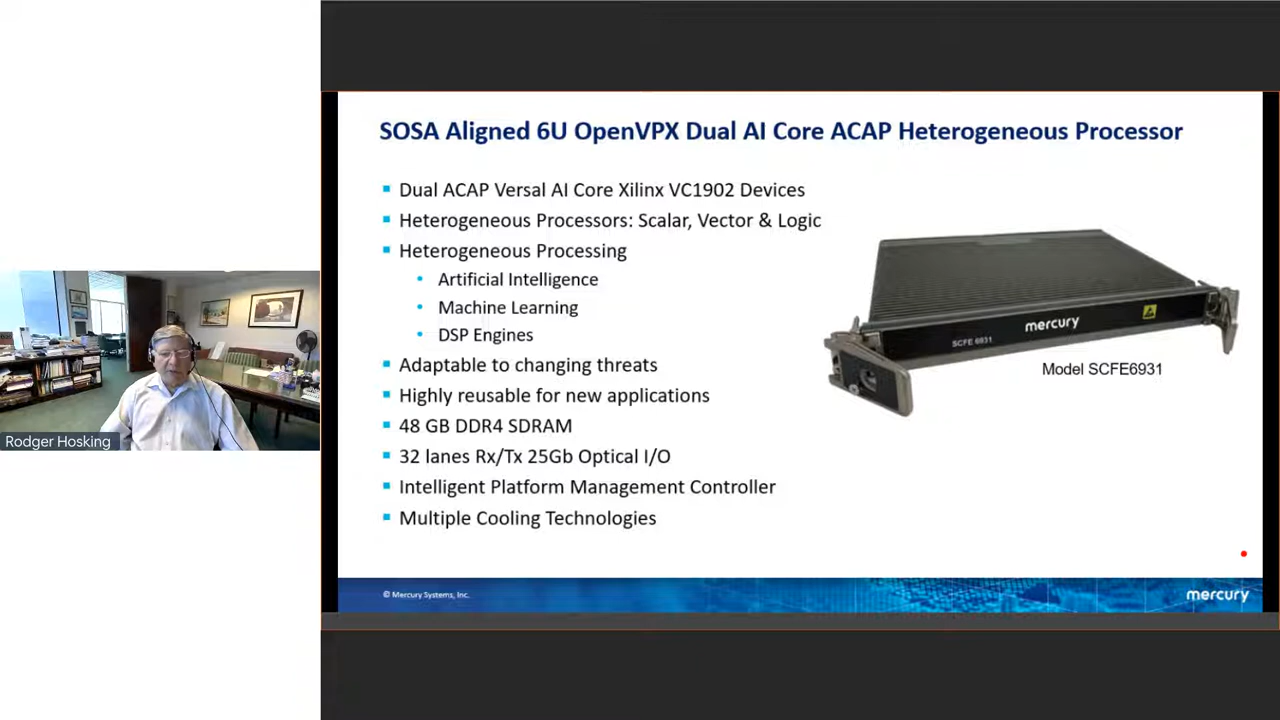 SOSA Aligned 6U OpenVPX Dual AI Core ACAP Heterogeneous Processor
Dual ACAP Versal AI Core Xilinx VC1902 Devices
Heterogeneous Processors: Scalar, Vector & Logic
Heterogeneous Processing
Artificial Intelligence
Machine Learning
DSP Engines
Adaptable to changing threats
Highly reusable for new applications
48 GB DDR4 SDRAM
32 lanes Rx/Tx 25Gb Optical I/O
Intelligent Platform Management Controller
Multiple Cooling Technologies
mercury
SCFE 6931
Model SCFE6931
Rodger Hosking
© Mercury Systems, Inc.
mercury